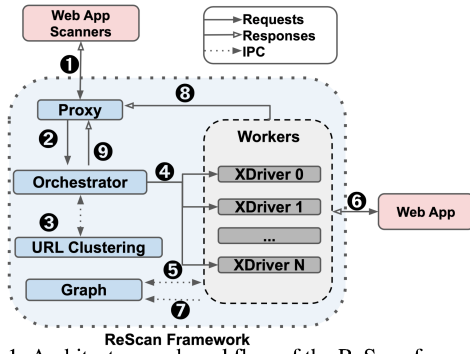 Web App
Scanners
Requests
Responses
IPC
1
Proxy
8
2
9
Workers
Orchestrator
4
XDriver 0
3
XDriver 1
6
Web App
URL Clustering
...
5
XDriver N
Graph
7
ReScan Framework